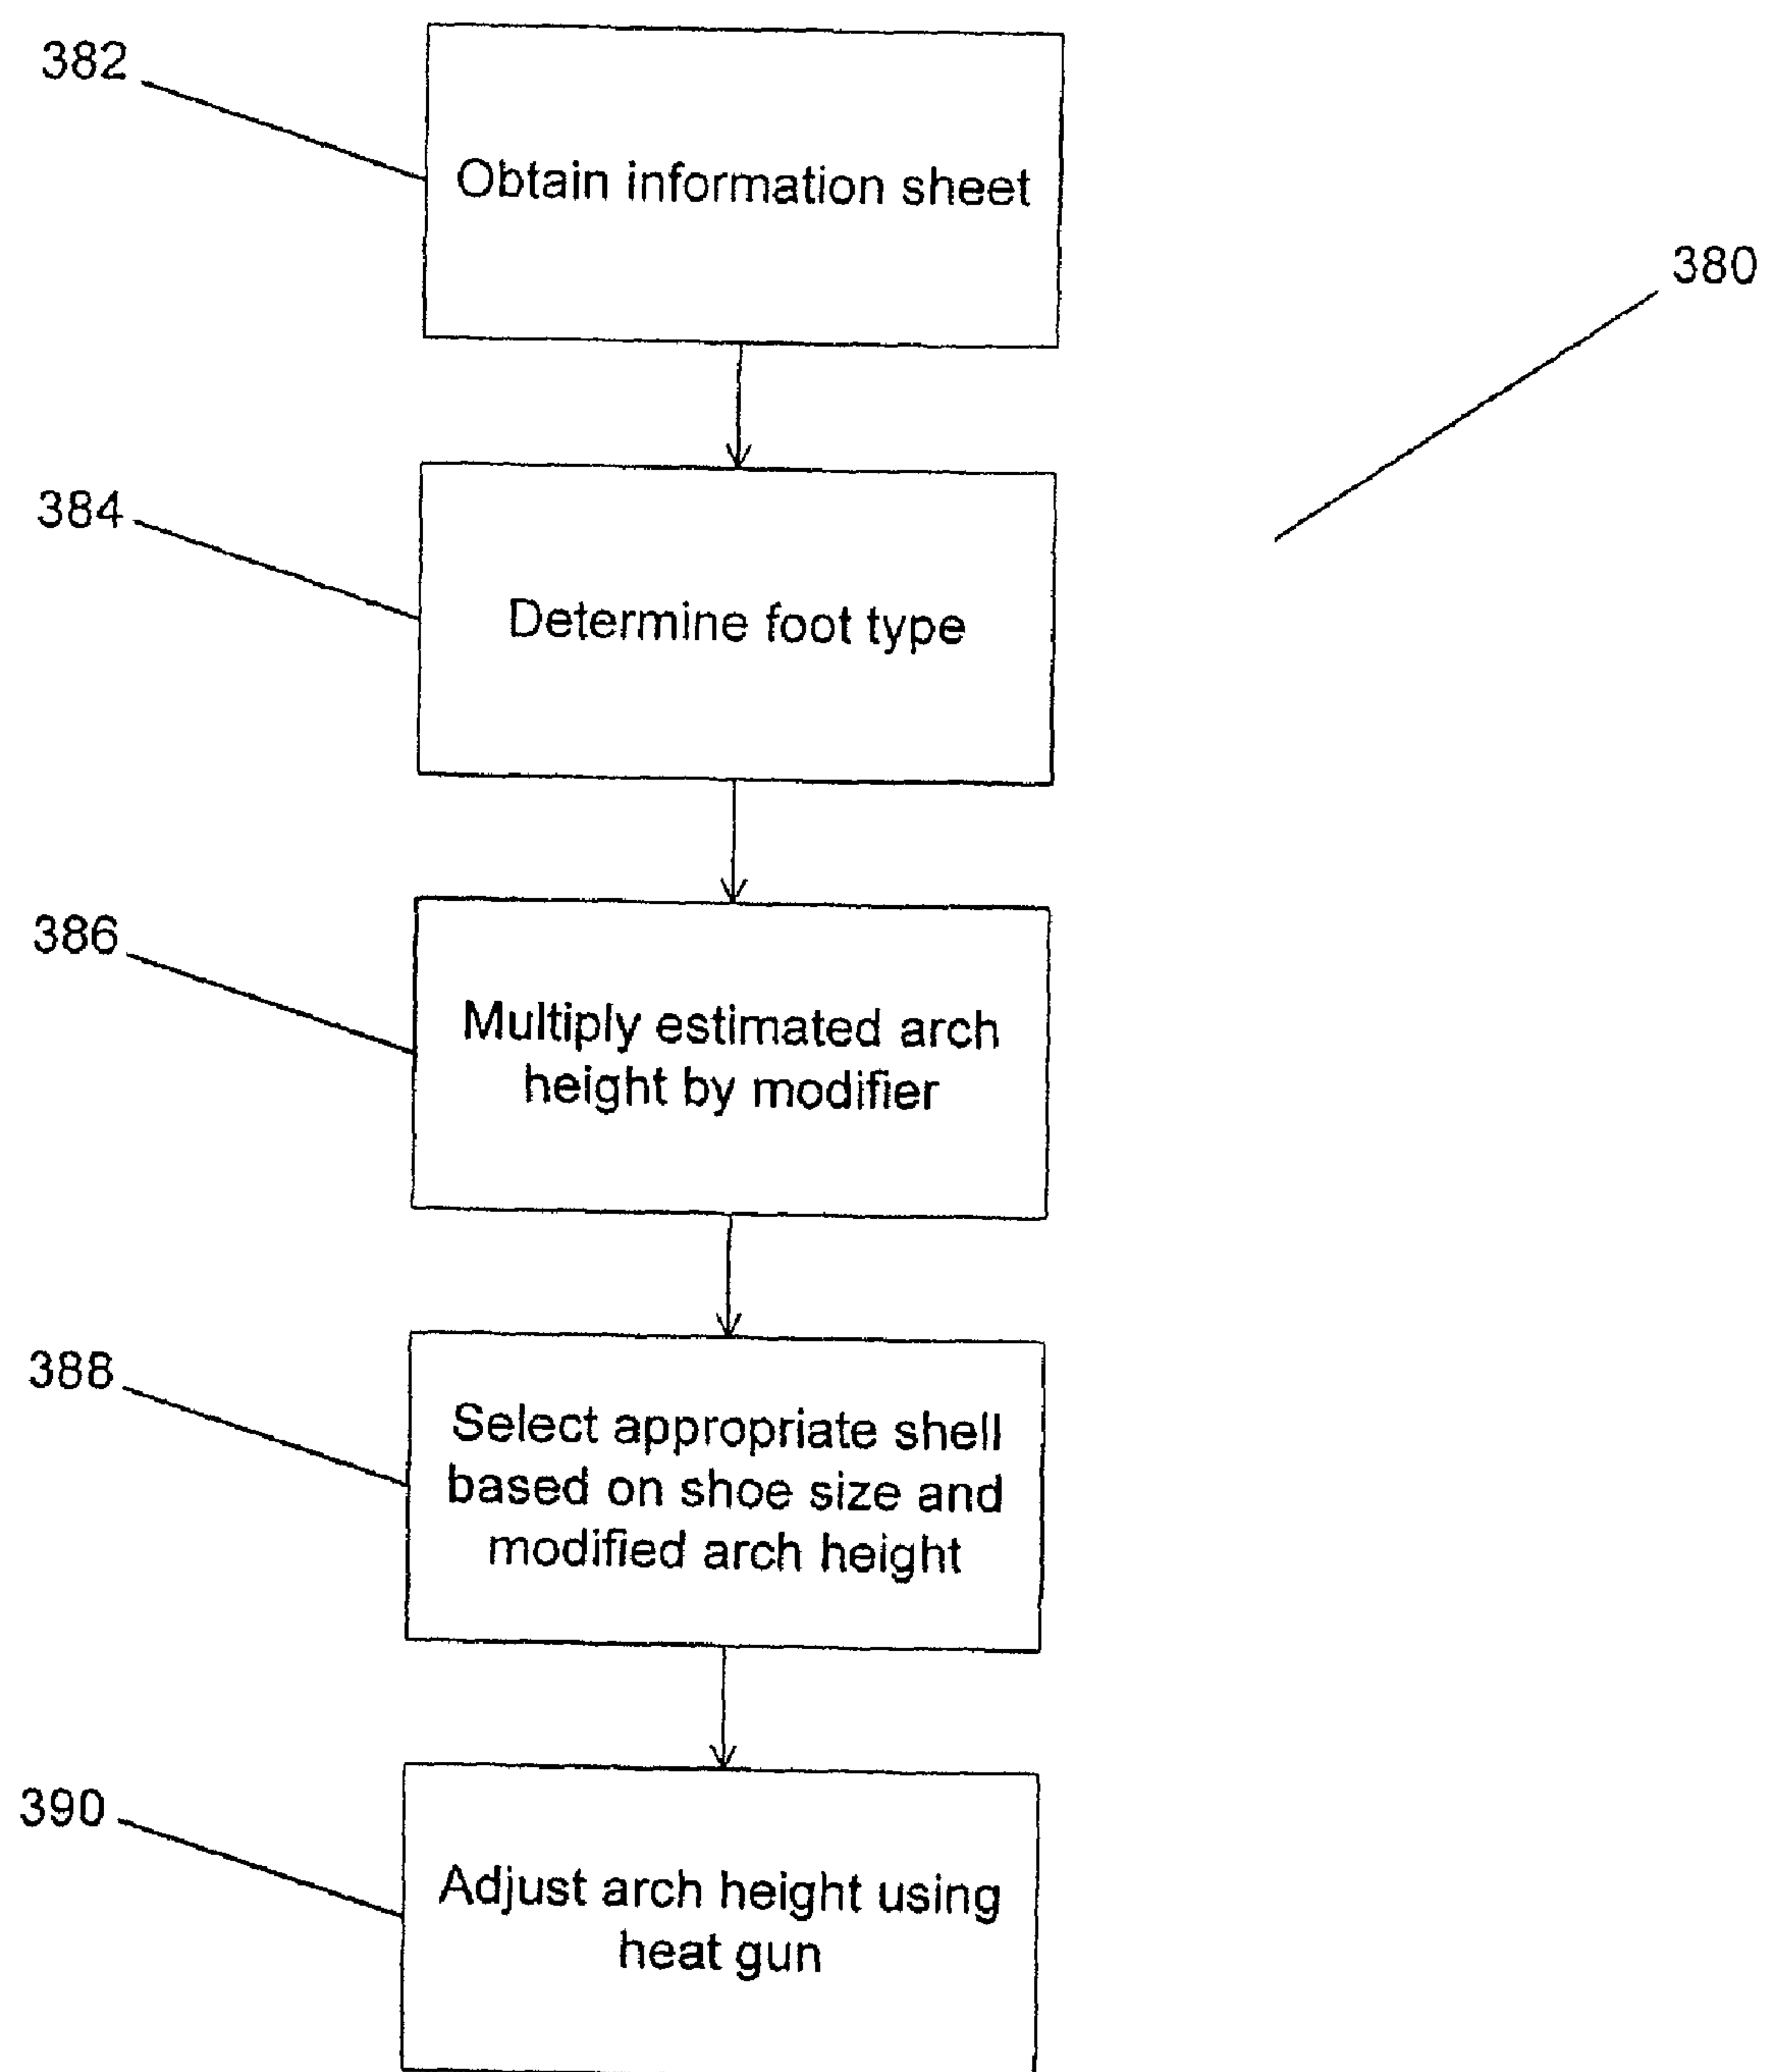 382
Obtain information sheet
380
384
Determine foot type
386
Multiply estimated arch
height by modifier
388
Select appropriate shell
based on shoe size and
modified arch height
390
Adjust arch height using
heat gun